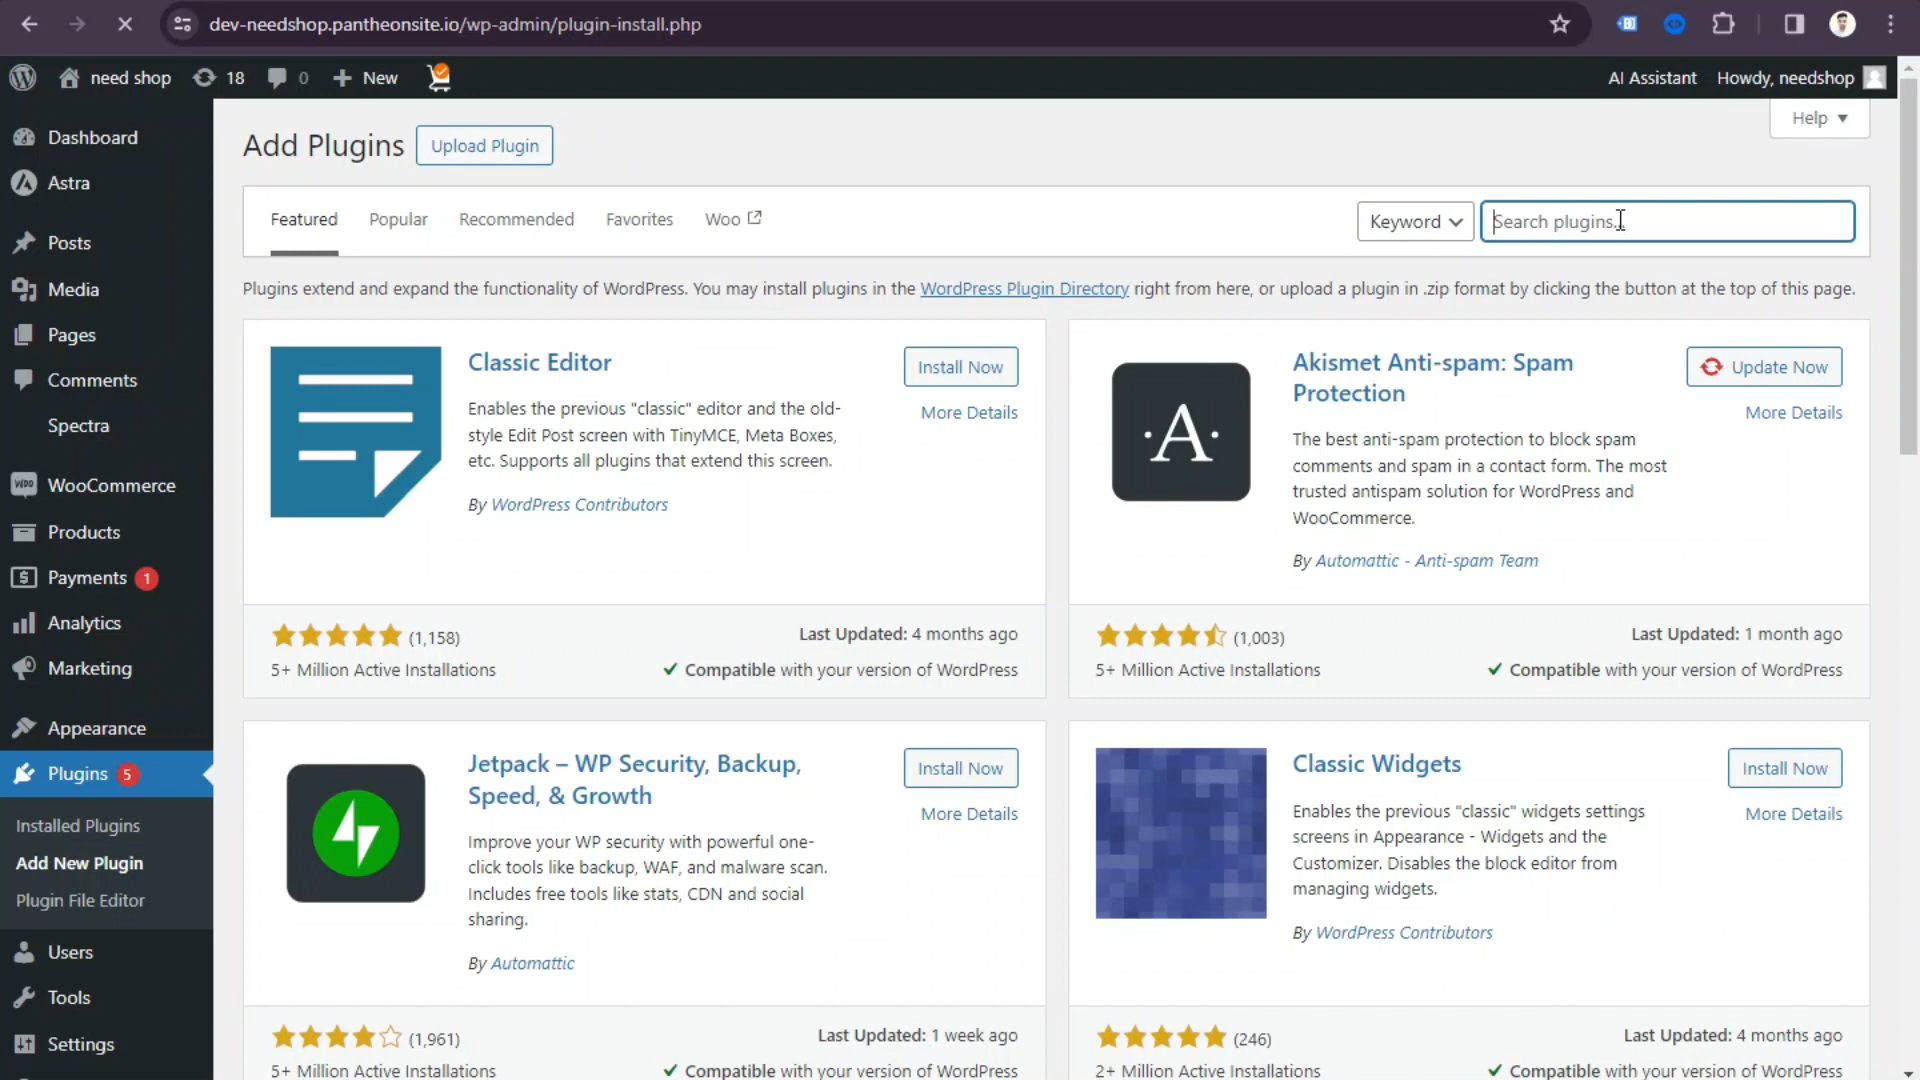 dev-needshop.pantheonsite.io/wp-admin/plugin-install.php
need shop
18
0
New
AI Assistant
Howdy, needshop
Dashboard
Astra
Posts
Media
Pages
Comments
Spectra
WooCommerce
Products
Payments 1
Analytics
Marketing
Appearance
Plugins 5
Installed Plugins
Add New Plugin
Plugin File Editor
Users
Tools
Settings
Help
Add Plugins
Upload Plugin
Featured
Popular
Recommended
Favorites
Woo
Keyword
Search plugins...
Plugins extend and expand the functionality of WordPress. You may install plugins in the WordPress Plugin Directory right from here, or upload a plugin in .zip format by clicking the button at the top of this page.
Classic Editor
Install Now
More Details
Enables the previous "classic" editor and the old-
style Edit Post screen with TinyMCE, Meta Boxes,
etc. Supports all plugins that extend this screen.
By WordPress Contributors
(1,158)
Last Updated: 4 months ago
5+ Million Active Installations
Compatible with your version of WordPress
A
Akismet Anti-spam: Spam
Protection
Update Now
More Details
The best anti-spam protection to block spam
comments and spam in a contact form. The most
trusted antispam solution for WordPress and
WooCommerce.
By Automattic - Anti-spam Team
(1,003)
Last Updated: 1 month ago
5+ Million Active Installations
Compatible with your version of WordPress
Jetpack – WP Security, Backup,
Speed, & Growth
Install Now
More Details
Improve your WP security with powerful one-
click tools like backup, WAF, and malware scan.
Includes free tools like stats, CDN and social
sharing.
By Automattic
(1,961)
Last Updated: 1 week ago
5+ Million Active Installations
Compatible with your version of WordPress
Classic Widgets
Install Now
More Details
Enables the previous "classic" widgets settings
screens in Appearance - Widgets and the
Customizer. Disables the block editor from
managing widgets.
By WordPress Contributors
(246)
Last Updated: 4 months ago
2+ Million Active Installations
Compatible with your version of WordPress